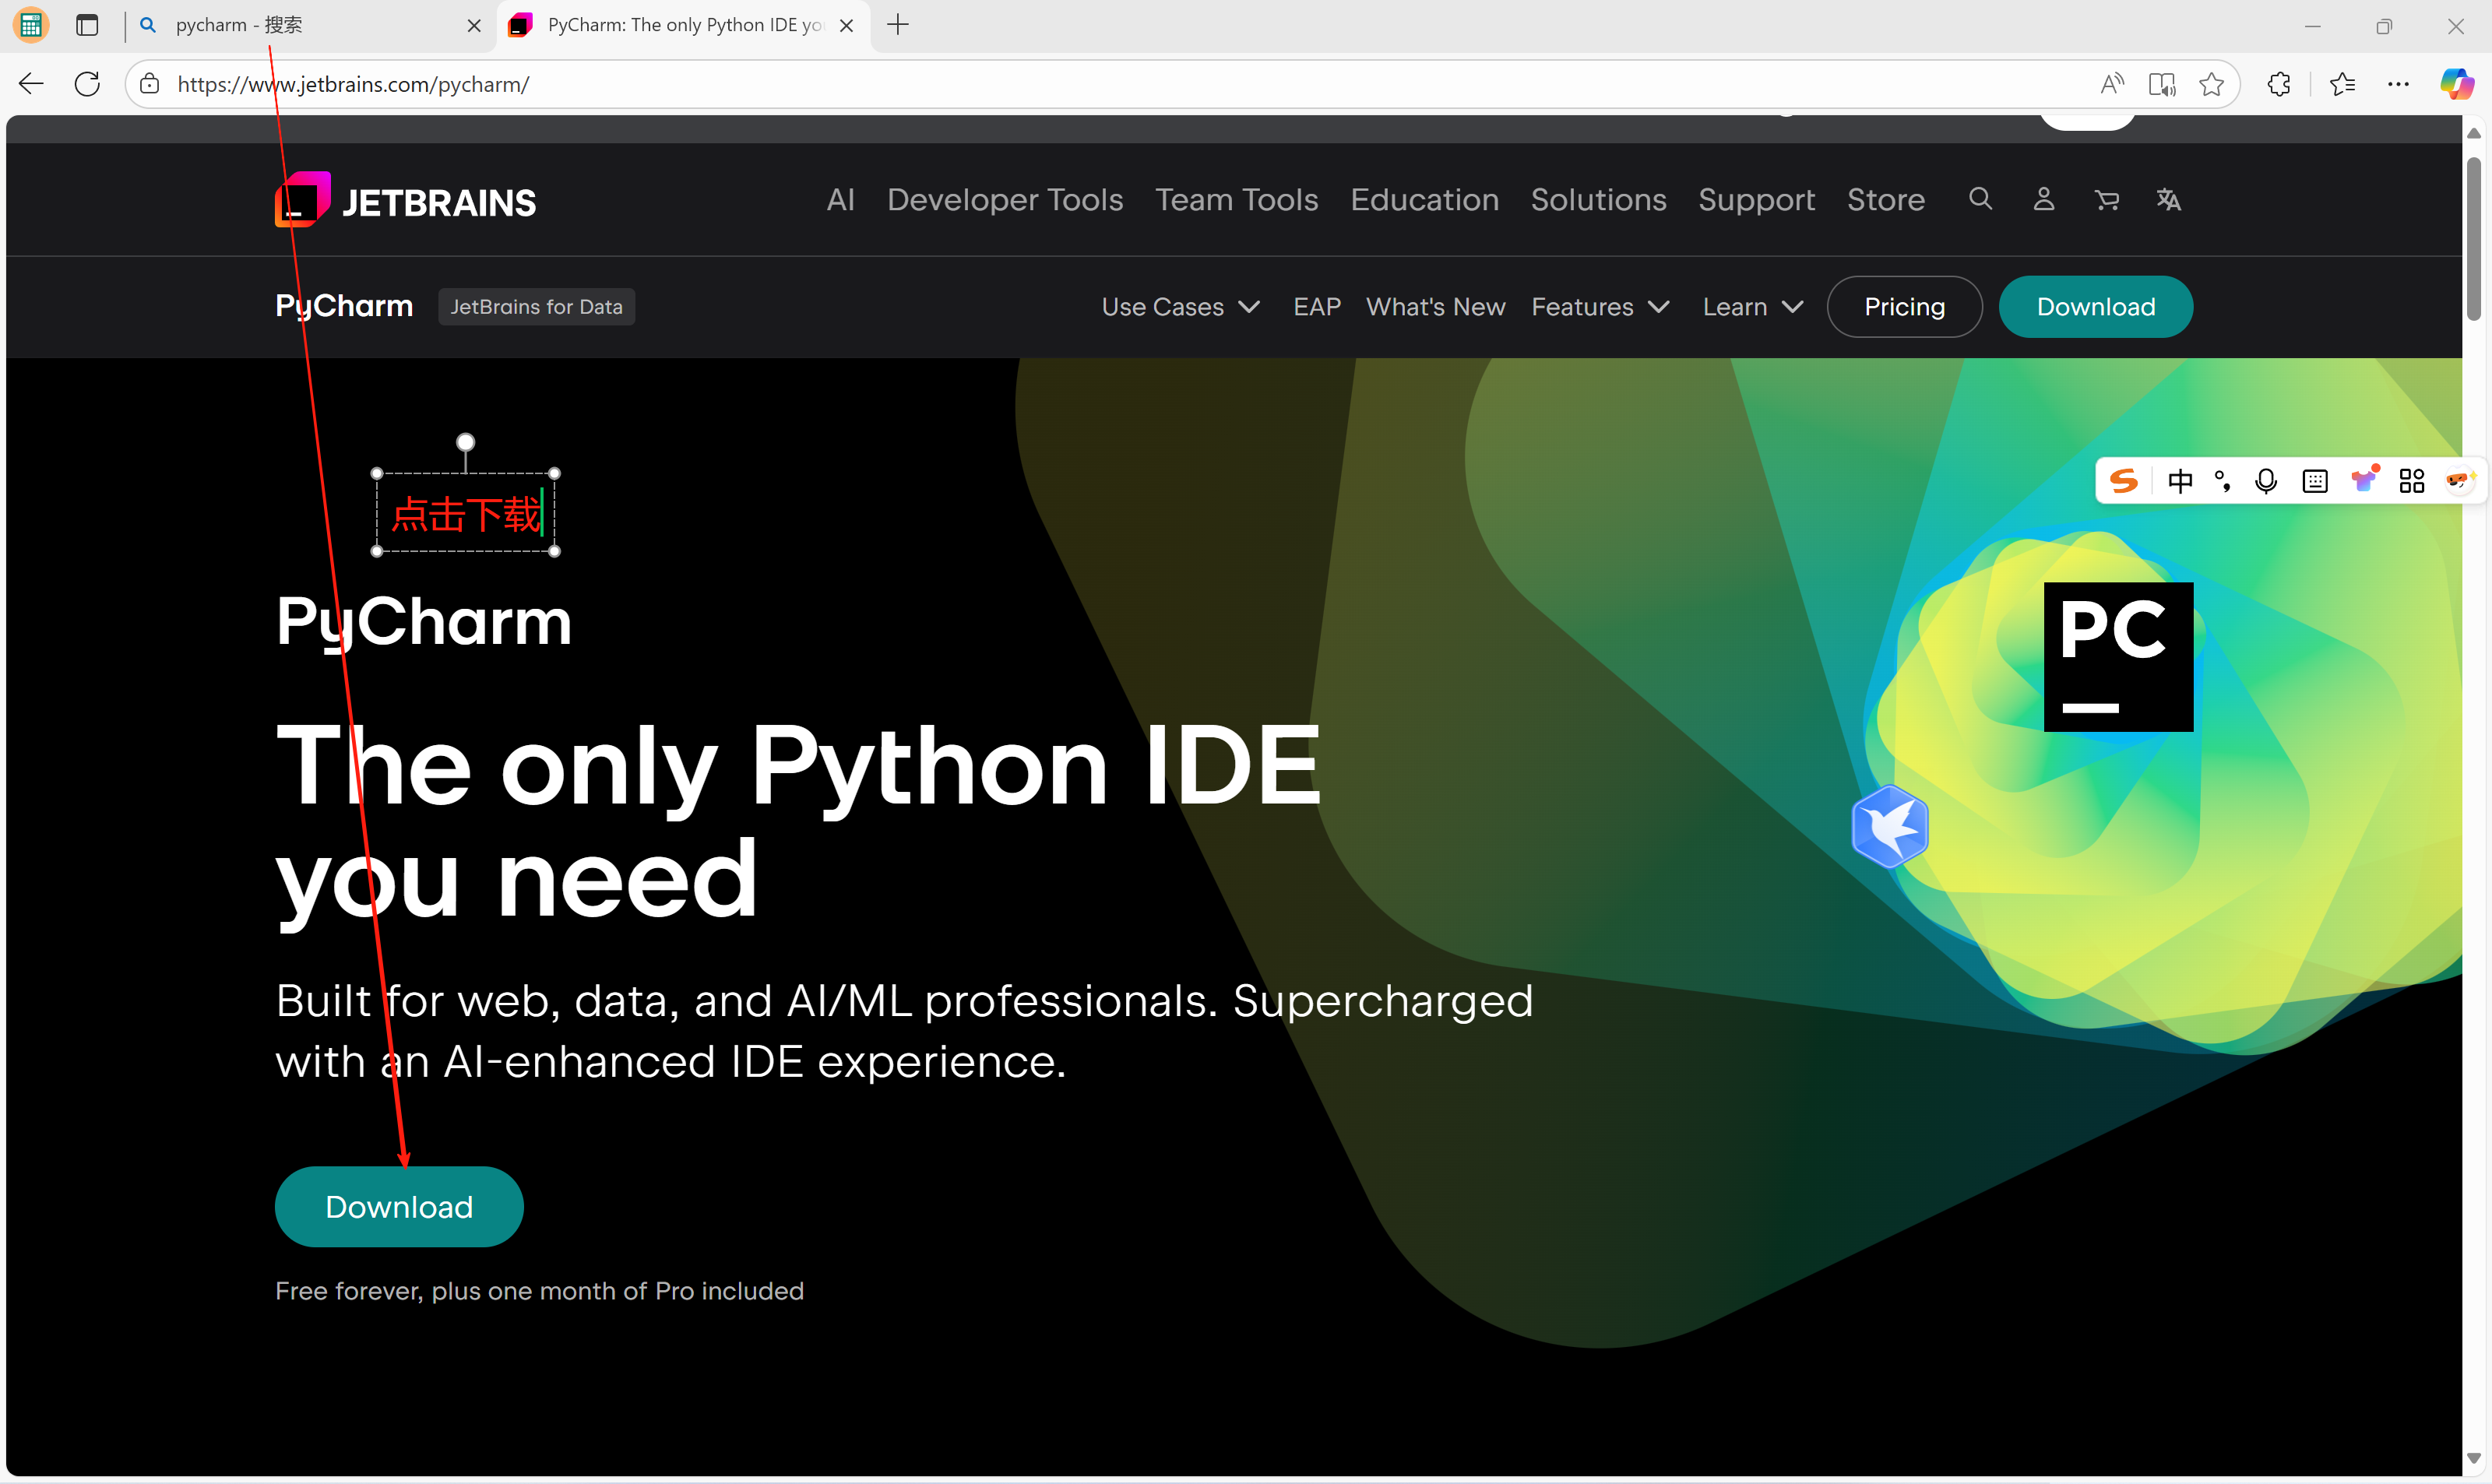 pycharm - 搜索
PyCharm: The only Python IDE yo
https://www.jetbrains.com/pycharm/
JETBRAINS
AI Developer Tools Team Tools Education Solutions Support Store
PyCharm JetBrains for Data Use Cases EAP What's New Features Learn Pricing Download
中
点击下载
PyCharm
PC
The only Python IDE
you need
Built for web, data, and AI/ML professionals. Supercharged
with an AI-enhanced IDE experience.
Download
Free forever, plus one month of Pro included